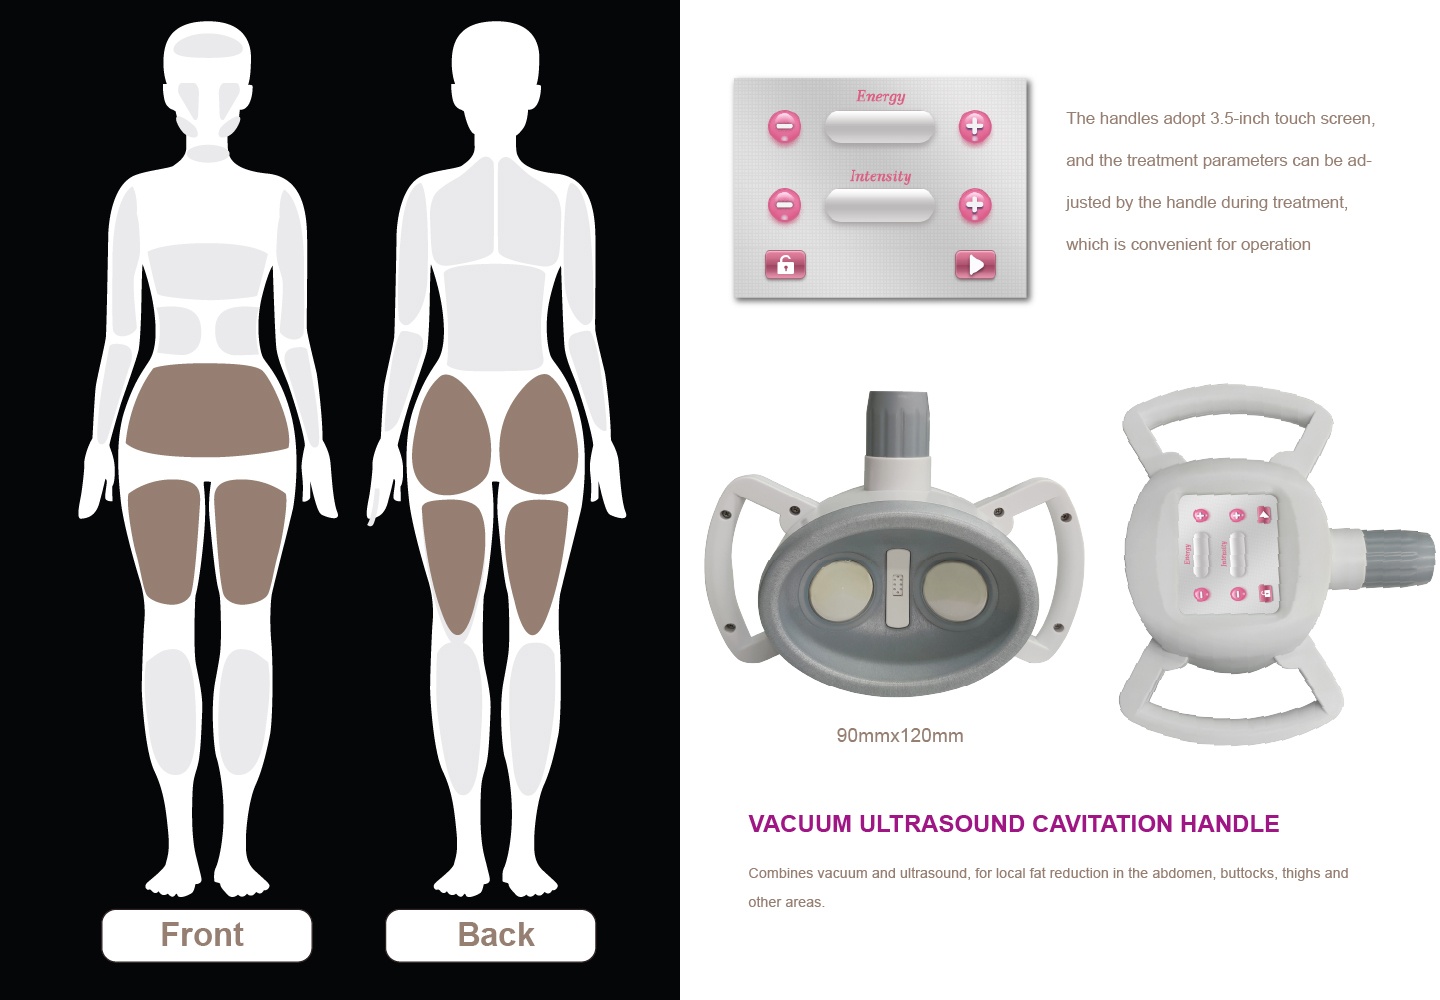 Energy
Intensity
The handles adopt 3.5-inch touch screen,
and the treatment parameters can be ad-
justed by the handle during treatment,
which is convenient for operation
Energy
Intensity
90mmx120mm
VACUUM ULTRASOUND CAVITATION HANDLE
Combines vacuum and ultrasound, for local fat reduction in the abdomen, buttocks, thighs and
other areas.
Front
Back